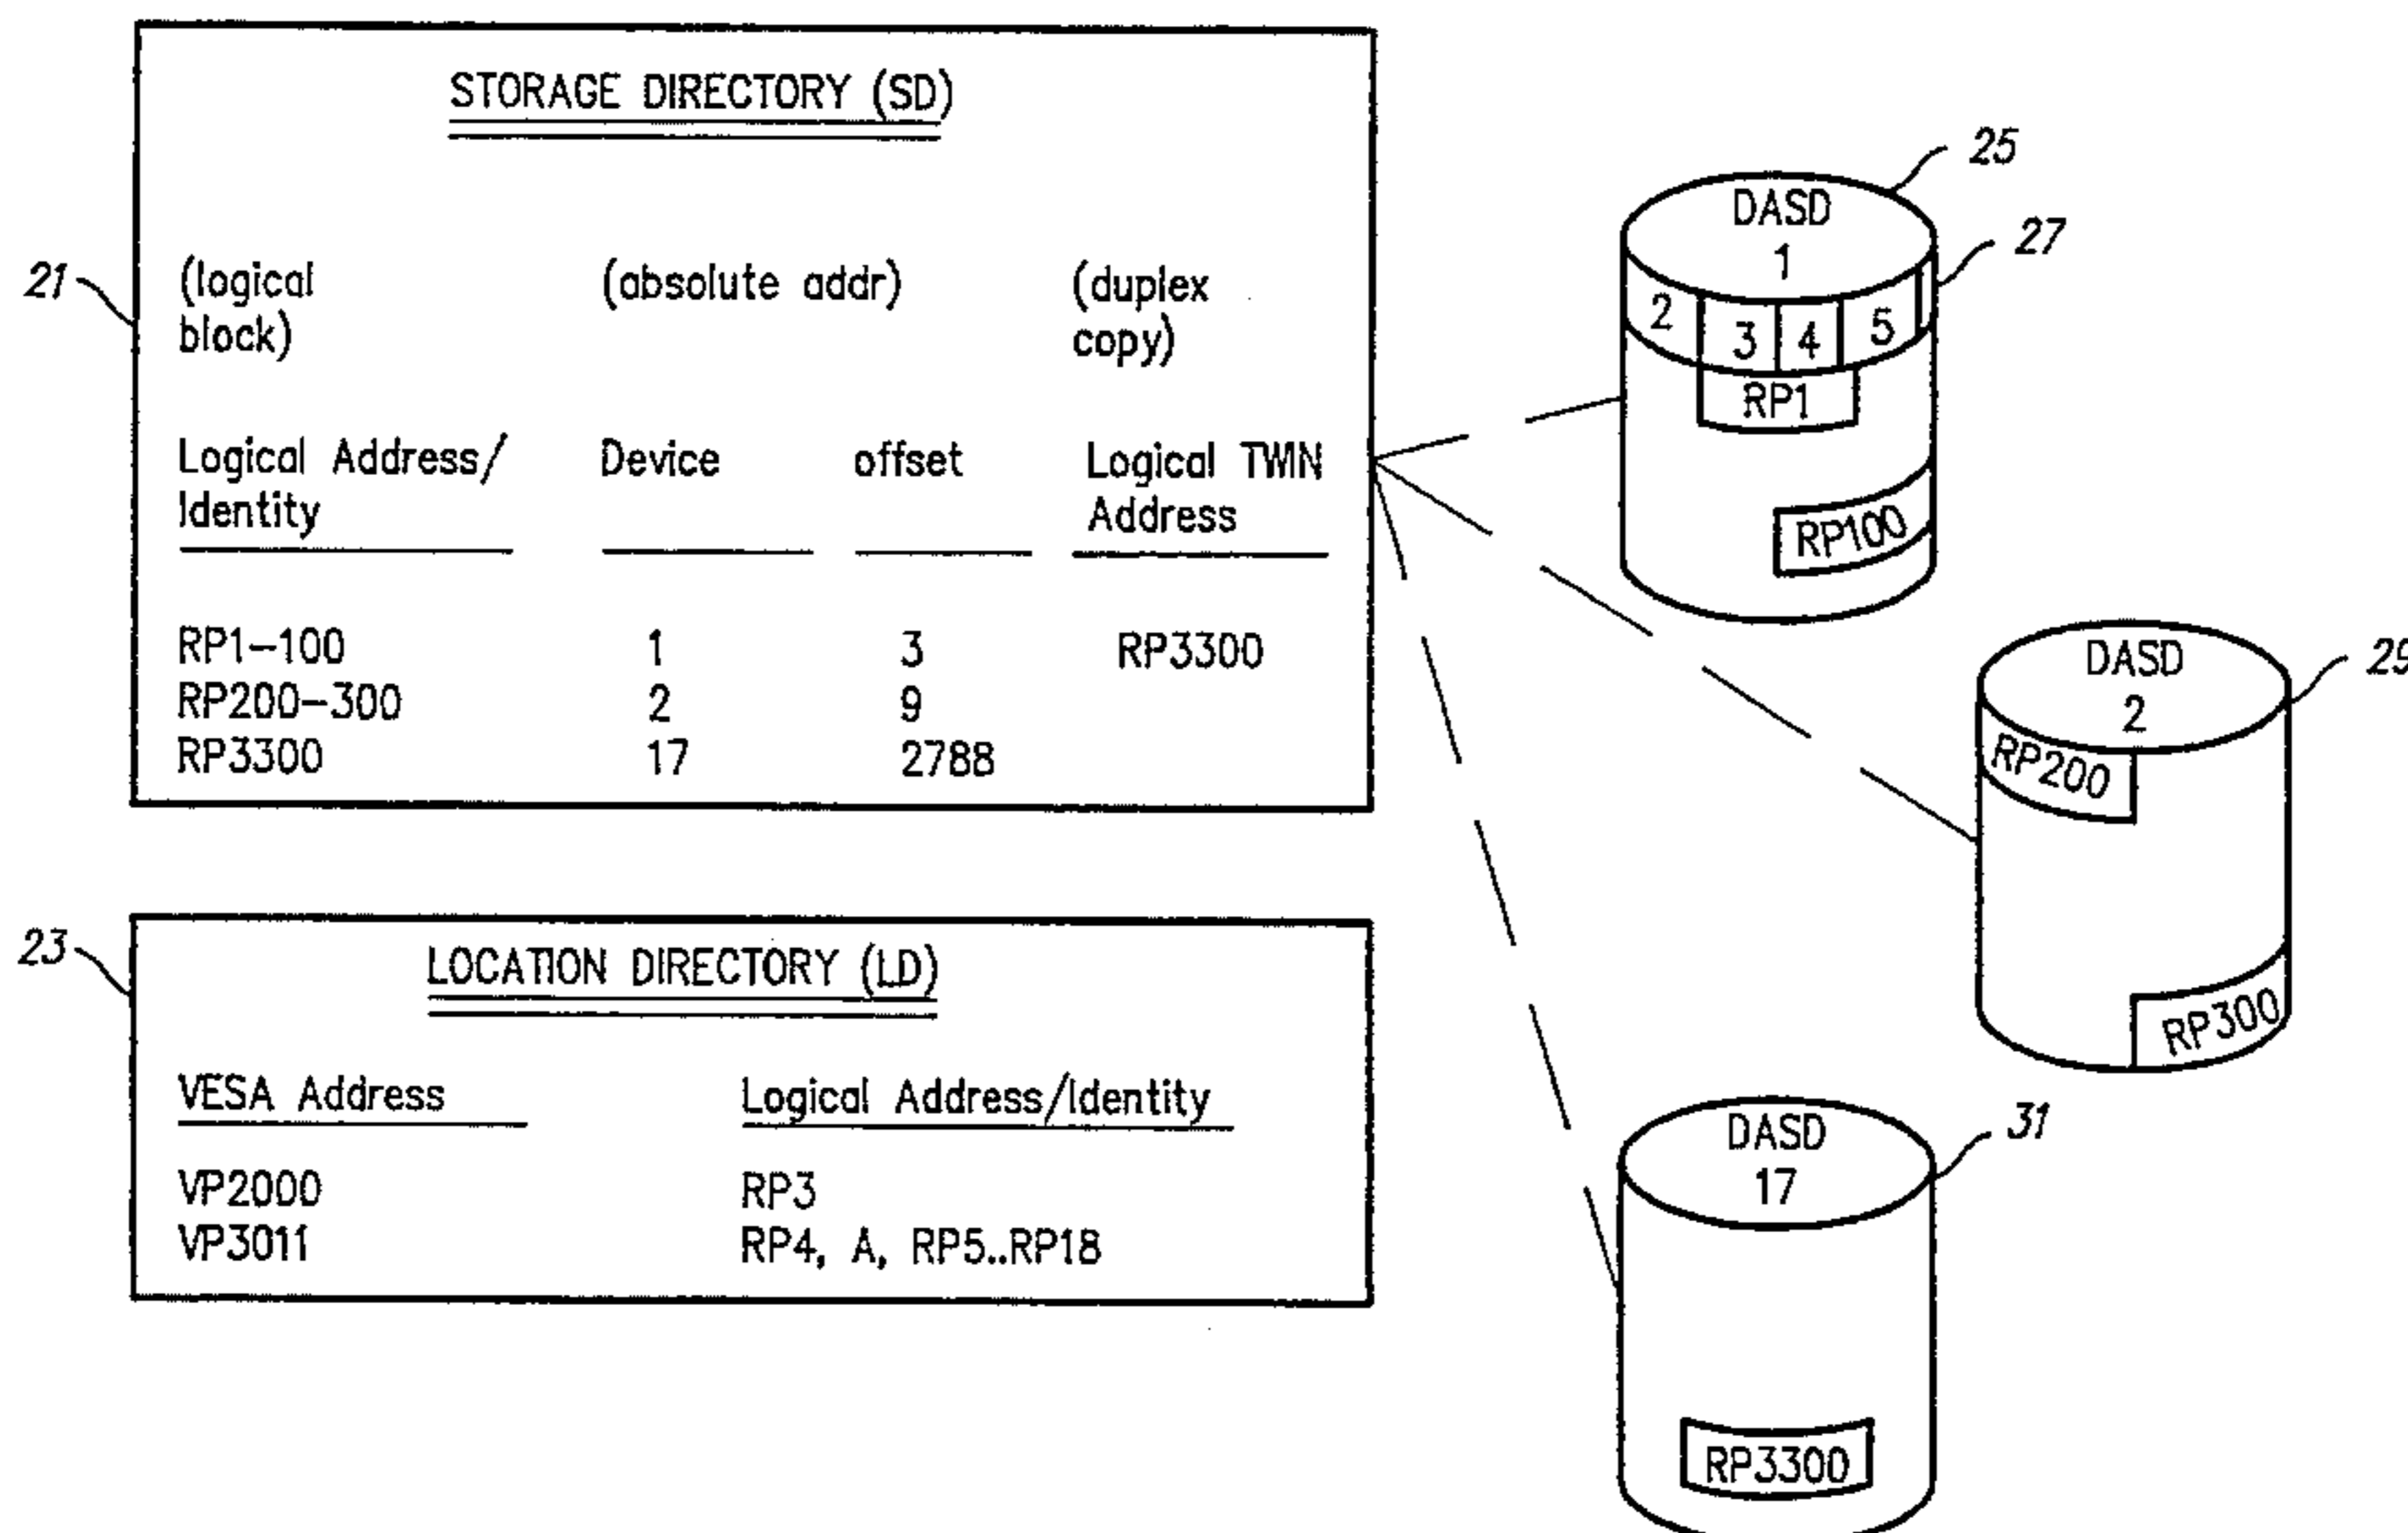 STORAGE DIRECTORY (SD)
21
(logical block)
(absolute addr)
(duplex copy)
Logical Address/ Identity
Device
offset
Logical TWIN Address
RP1-100 1 3 RP3300
RP200-300 2 9
RP3300 17 2788
23
LOCATION DIRECTORY (LD)
VESA Address Logical Address/Identity
VP2000 RP3
VP3011 RP4, A, RP5..RP18
25
DASD
1
27
2 3 4 5
RP1
RP100
DASD
2
29
RP200
RP300
DASD
17
31
RP3300